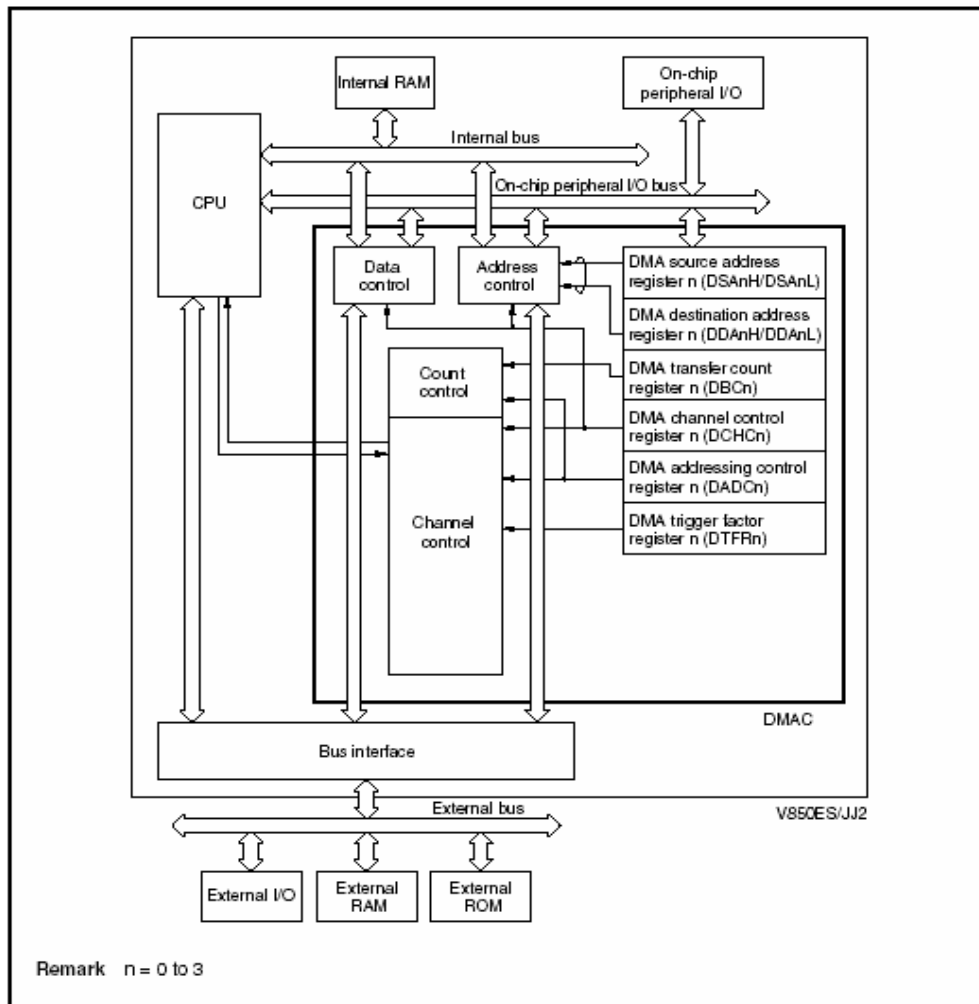 Internal RAM
On-chip
peripheral I/O
Internal bus
CPU
On-chip peripheral I/O bus
Data
control
Address
control
DMA source address
register n (DSAnH/DSAnL)
DMA destination address
register n (DDAnH/DDAnL)
Count
control
DMA transfer count
register n (DBCn)
DMA channel control
register n (DCHCn)
DMA addressing control
register n (DADCn)
Channel
control
DMA trigger factor
register n (DTFRn)
DMAC
Bus interface
V850ES/JJ2
External bus
External I/O
External
RAM
External
ROM
Remark n = 0 to 3